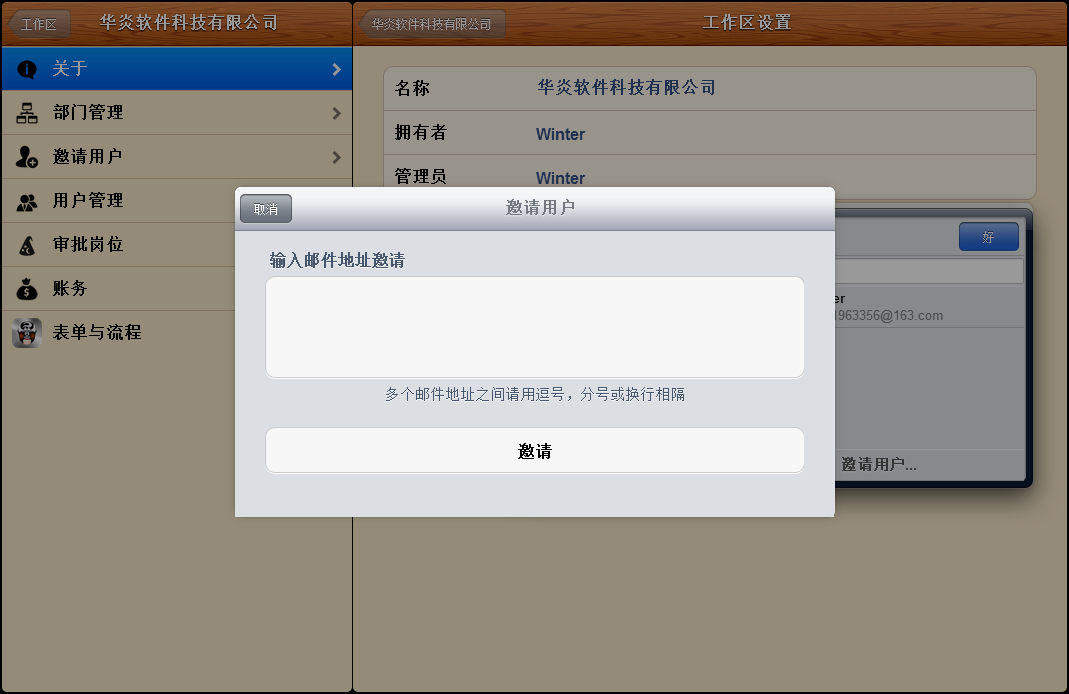 工作区
华炎软件科技有限公司
关于
部门管理
邀请用户
用户管理
审批岗位
账务
表单与流程
华炎软件科技有限公司
工作区设置
名称 华炎软件科技有限公司
拥有者 Winter
管理员 Winter
好
er
1963356@163.com
邀请用户...
取消
邀请用户
输入邮件地址邀请
多个邮件地址之间请用逗号，分号或换行相隔
邀请